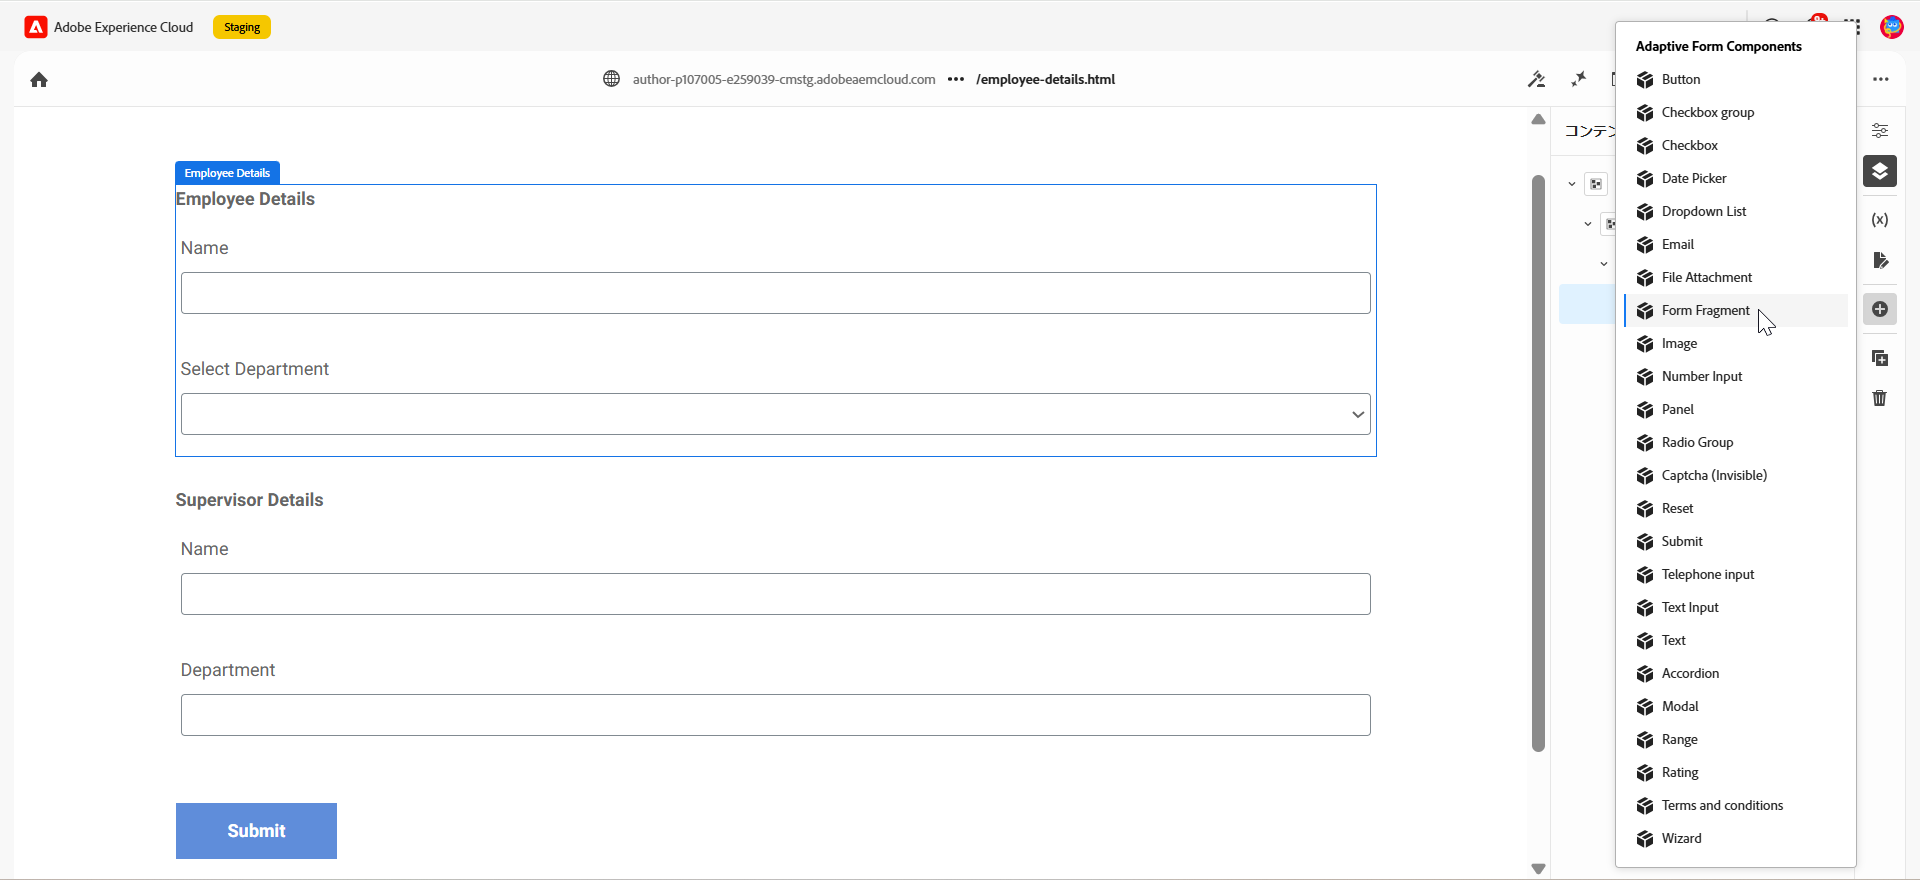 Adobe Experience Cloud
Staging
author-p107005-e259039-cmstg.adobeaemcloud.com ••• /employee-details.html
Employee Details
Employee Details
Name
Select Department
Supervisor Details
Name
Department
Submit
コンテン
(x)
Adaptive Form Components
Button
Checkbox group
Checkbox
Date Picker
Dropdown List
Email
File Attachment
Form Fragment
Image
Number Input
Panel
Radio Group
Captcha (Invisible)
Reset
Submit
Telephone input
Text Input
Text
Accordion
Modal
Range
Rating
Terms and conditions
Wizard